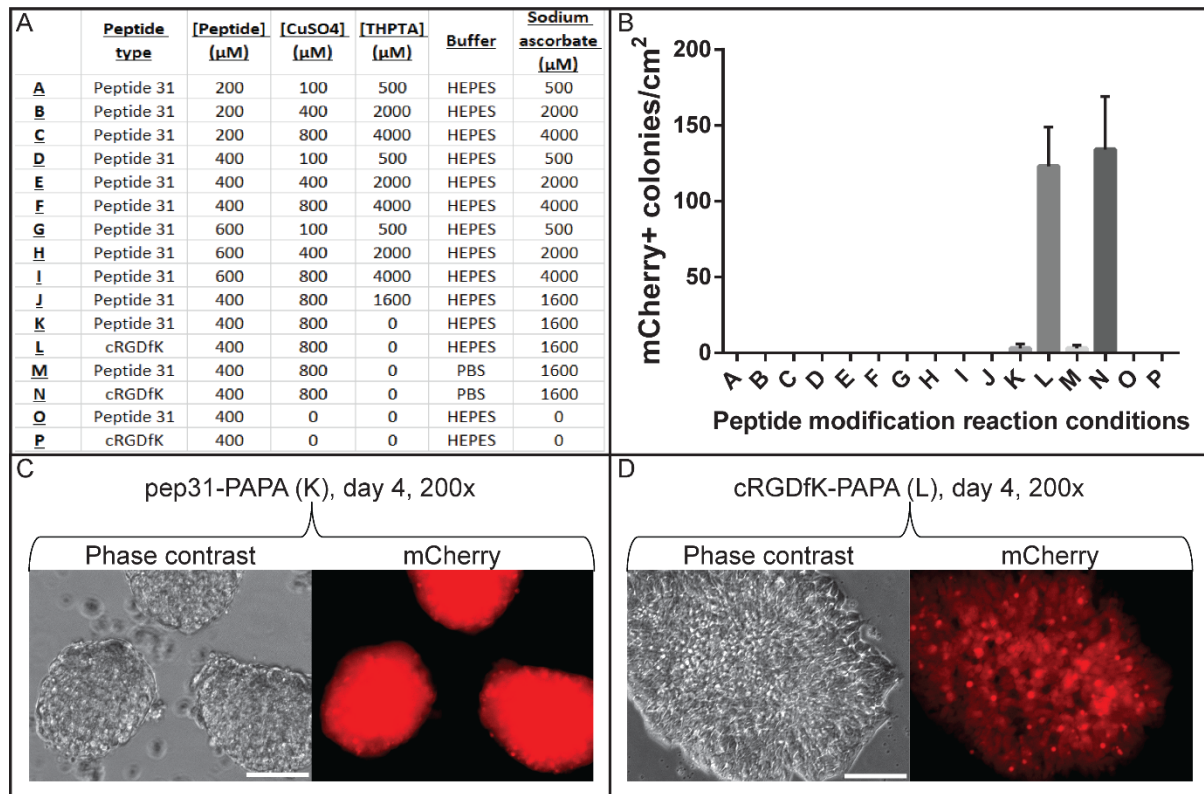 A
Peptide type [Peptide] (µM) [CuSO4] (µM) [THPTA] (µM) Buffer Sodium ascorbate (µM)
A Peptide 31 200 100 500 HEPES 500
B Peptide 31 200 400 2000 HEPES 2000
C Peptide 31 200 800 4000 HEPES 4000
D Peptide 31 400 100 500 HEPES 500
E Peptide 31 400 400 2000 HEPES 2000
F Peptide 31 400 800 4000 HEPES 4000
G Peptide 31 600 100 500 HEPES 500
H Peptide 31 600 400 2000 HEPES 2000
I Peptide 31 600 800 4000 HEPES 4000
J Peptide 31 400 800 1600 HEPES 1600
K Peptide 31 400 800 0 HEPES 1600
L cRGDfK 400 800 0 HEPES 1600
M Peptide 31 400 800 0 PBS 1600
N cRGDfK 400 800 0 PBS 1600
O Peptide 31 400 0 0 HEPES 0
P cRGDfK 400 0 0 HEPES 0
B
mCherry+ colonies/cm²
200
150
100
50
0
A B C D E F G H I J K L M N O P
Peptide modification reaction conditions
C
pep31-PAPA (K), day 4, 200x
Phase contrast mCherry
D
cRGDfK-PAPA (L), day 4, 200x
Phase contrast mCherry